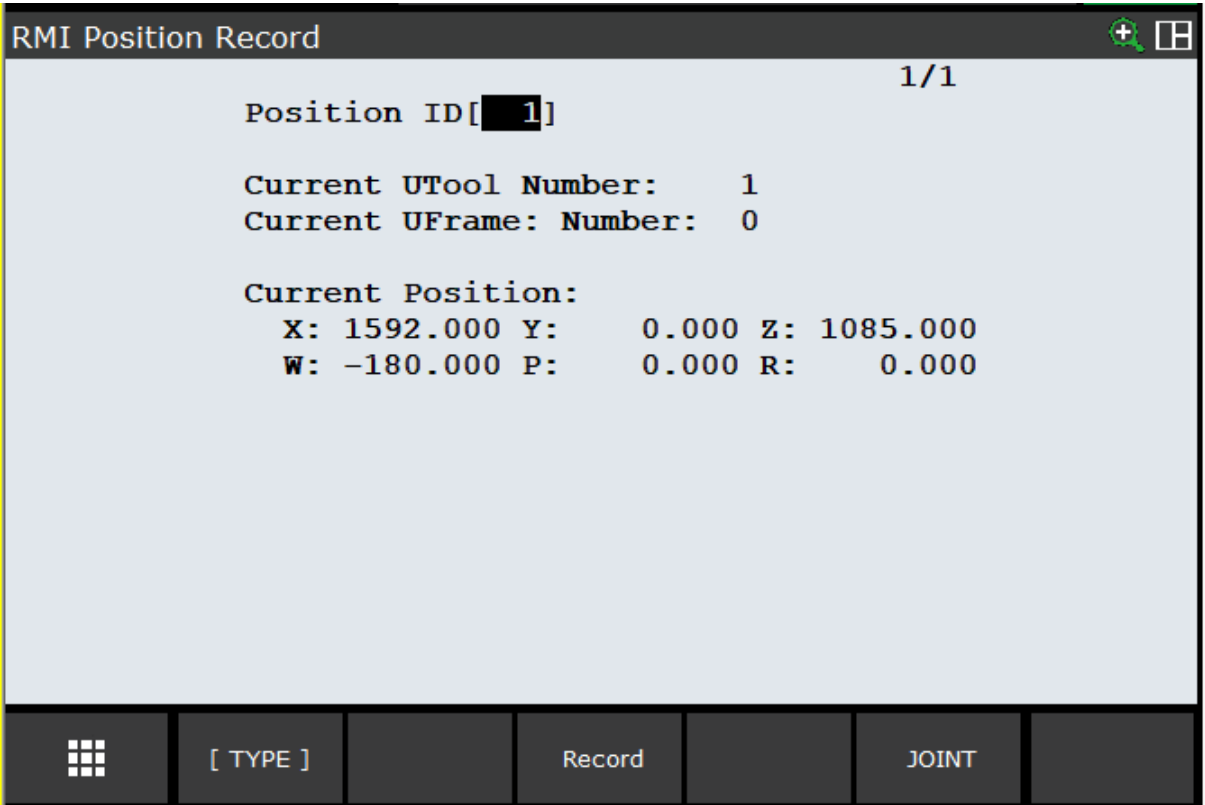 RMI Position Record
1/1
Position ID[ 1]
Current UTool Number: 1
Current UFrame: Number: 0
Current Position:
X: 1592.000 Y: 0.000 Z: 1085.000
W: -180.000 P: 0.000 R: 0.000
[ TYPE ] Record JOINT